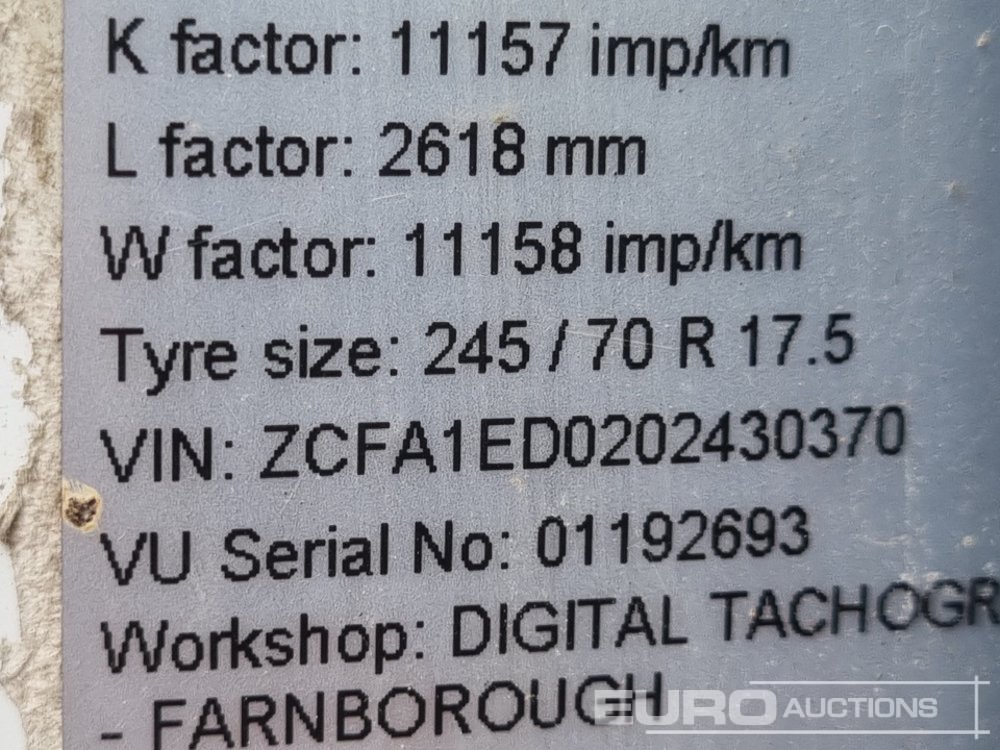 K factor: 11157 imp/km
L factor: 2618 mm
W factor: 11158 imp/km
Tyre size: 245 / 70 R 17.5
VIN: ZCFA1ED0202430370
VU Serial No: 01192693
Workshop: DIGITAL TACHOGR
- FARNBOROUGH
EURO AUCTIONS